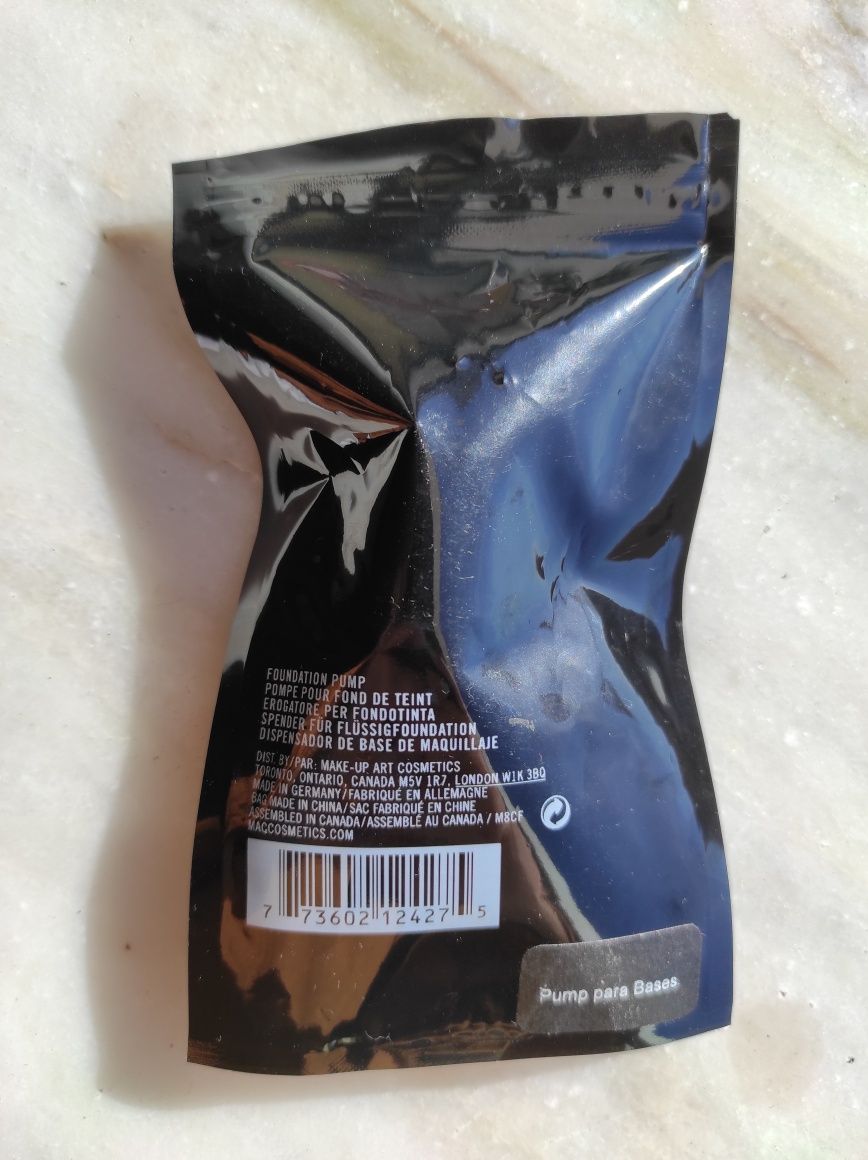 FOUNDATION PUMP
POMPE POUR FOND DE TEINT
EROGATORE PER FONDOTINTA
SPENDER FÜR FLÜSSIGFOUNDATION
DISPENSADOR DE BASE DE MAQUILLAJE
DIST. BY/PAR: MAKE-UP ART COSMETICS
TORONTO, ONTARIO, CANADA M5V 1R7, LONDON W1K 3BQ
MADE IN GERMANY/FABRIQUÉ EN ALLEMAGNE
BAG MADE IN CHINA/SAC FABRIQUÉ EN CHINE
ASSEMBLED IN CANADA/ASSEMBLÉ AU CANADA / M8CF
MACCOSMETICS.COM
7 73602 12427 5
Pump para Bases